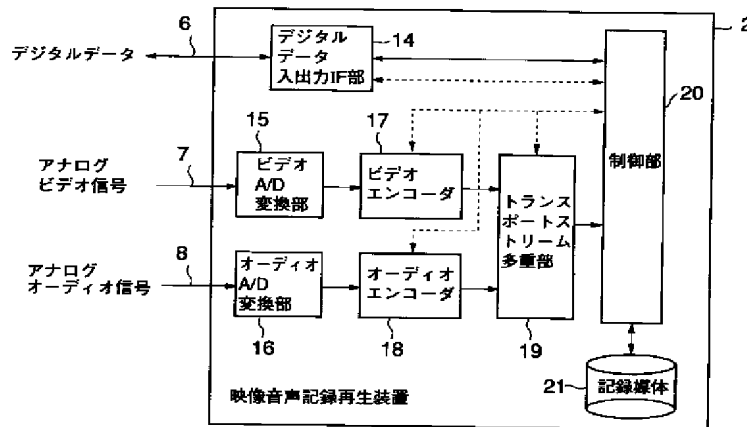 2
デジタルデータ
6
デジタル
データ
入出力IF部
14
20
制御部
アナログ
ビデオ信号
7
15
ビデオ
A/D
変換部
17
ビデオ
エンコーダ
トランス
ポートス
トリーム
多重部
19
アナログ
オーディオ信号
8
オーディオ
A/D
変換部
16
オーディオ
エンコーダ
18
21
記録媒体
映像音声記録再生装置